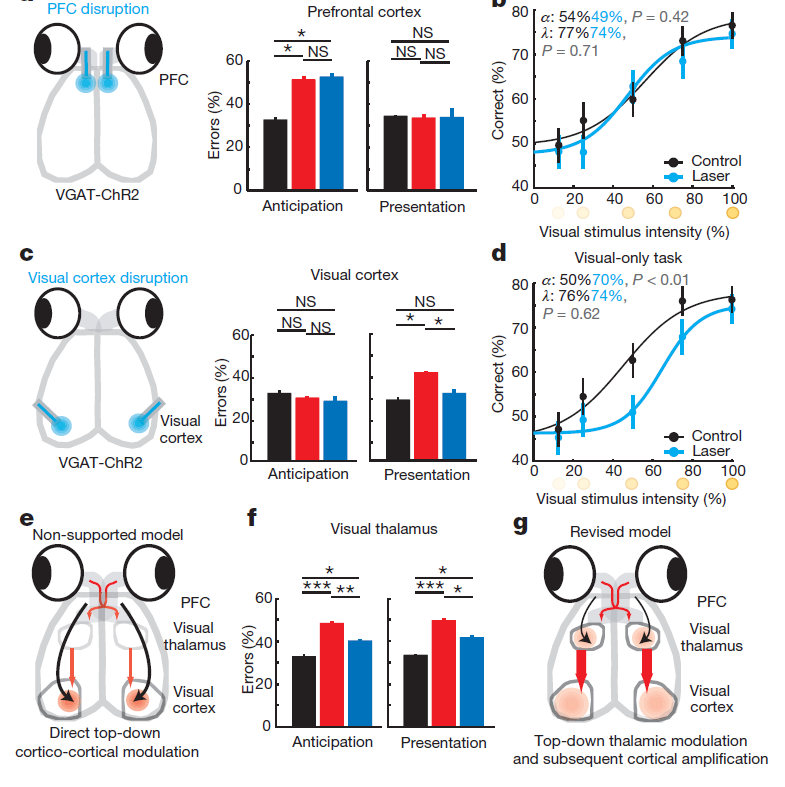 PFC disruption
PFC
VGAT-ChR2
Prefrontal cortex
*
* NS
NS
NS NS
Errors (%)
60
40
20
0
Anticipation
Presentation
b
80
70
60
50
40
α: 54%49%, P = 0.42
λ: 77%74%,
P = 0.71
Correct (%)
Control
Laser
0 20 40 60 80 100
Visual stimulus intensity (%)
c
Visual cortex disruption
Visual
cortex
VGAT-ChR2
Visual cortex
NS
NS NS
NS
* *
Errors (%)
60
40
20
0
Anticipation
Presentation
d
Visual-only task
80
70
60
50
40
α: 50%70%, P < 0.01
λ: 76%74%,
P = 0.62
Correct (%)
Control
Laser
0 20 40 60 80 100
Visual stimulus intensity (%)
e
Non-supported model
PFC
Visual
thalamus
Visual
cortex
Direct top-down
cortico-cortical modulation
f
Visual thalamus
*
*** **
*
*** *
Errors (%)
60
40
20
0
Anticipation
Presentation
g
Revised model
PFC
Visual
thalamus
Visual
cortex
Top-down thalamic modulation
and subsequent cortical amplification